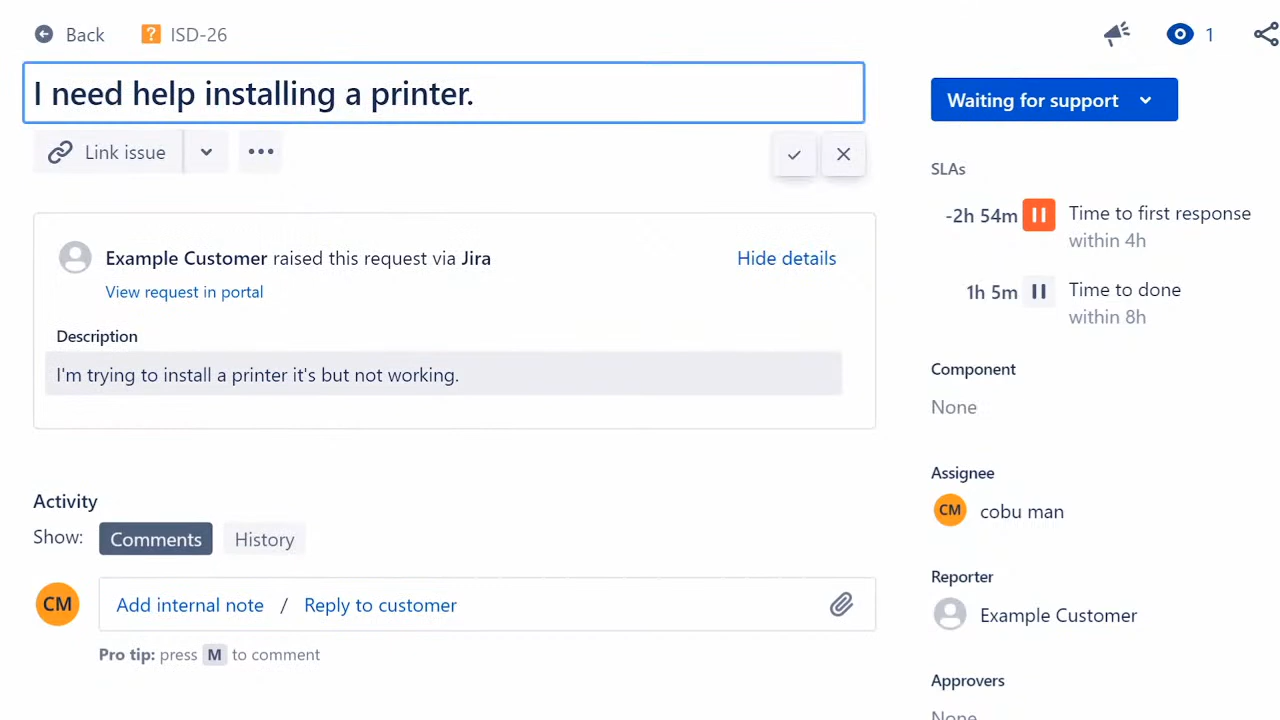 Back
? ISD-26
1
I need help installing a printer.
Waiting for support
Link issue
SLAs
-2h 54m
Time to first response
within 4h
Example Customer raised this request via Jira
Hide details
View request in portal
1h 5m
Time to done
within 8h
Description
I'm trying to install a printer it's but not working.
Component
None
Activity
Show: Comments History
Assignee
CM cobu man
CM
Add internal note / Reply to customer
Pro tip: press M to comment
Reporter
Example Customer
Approvers
None